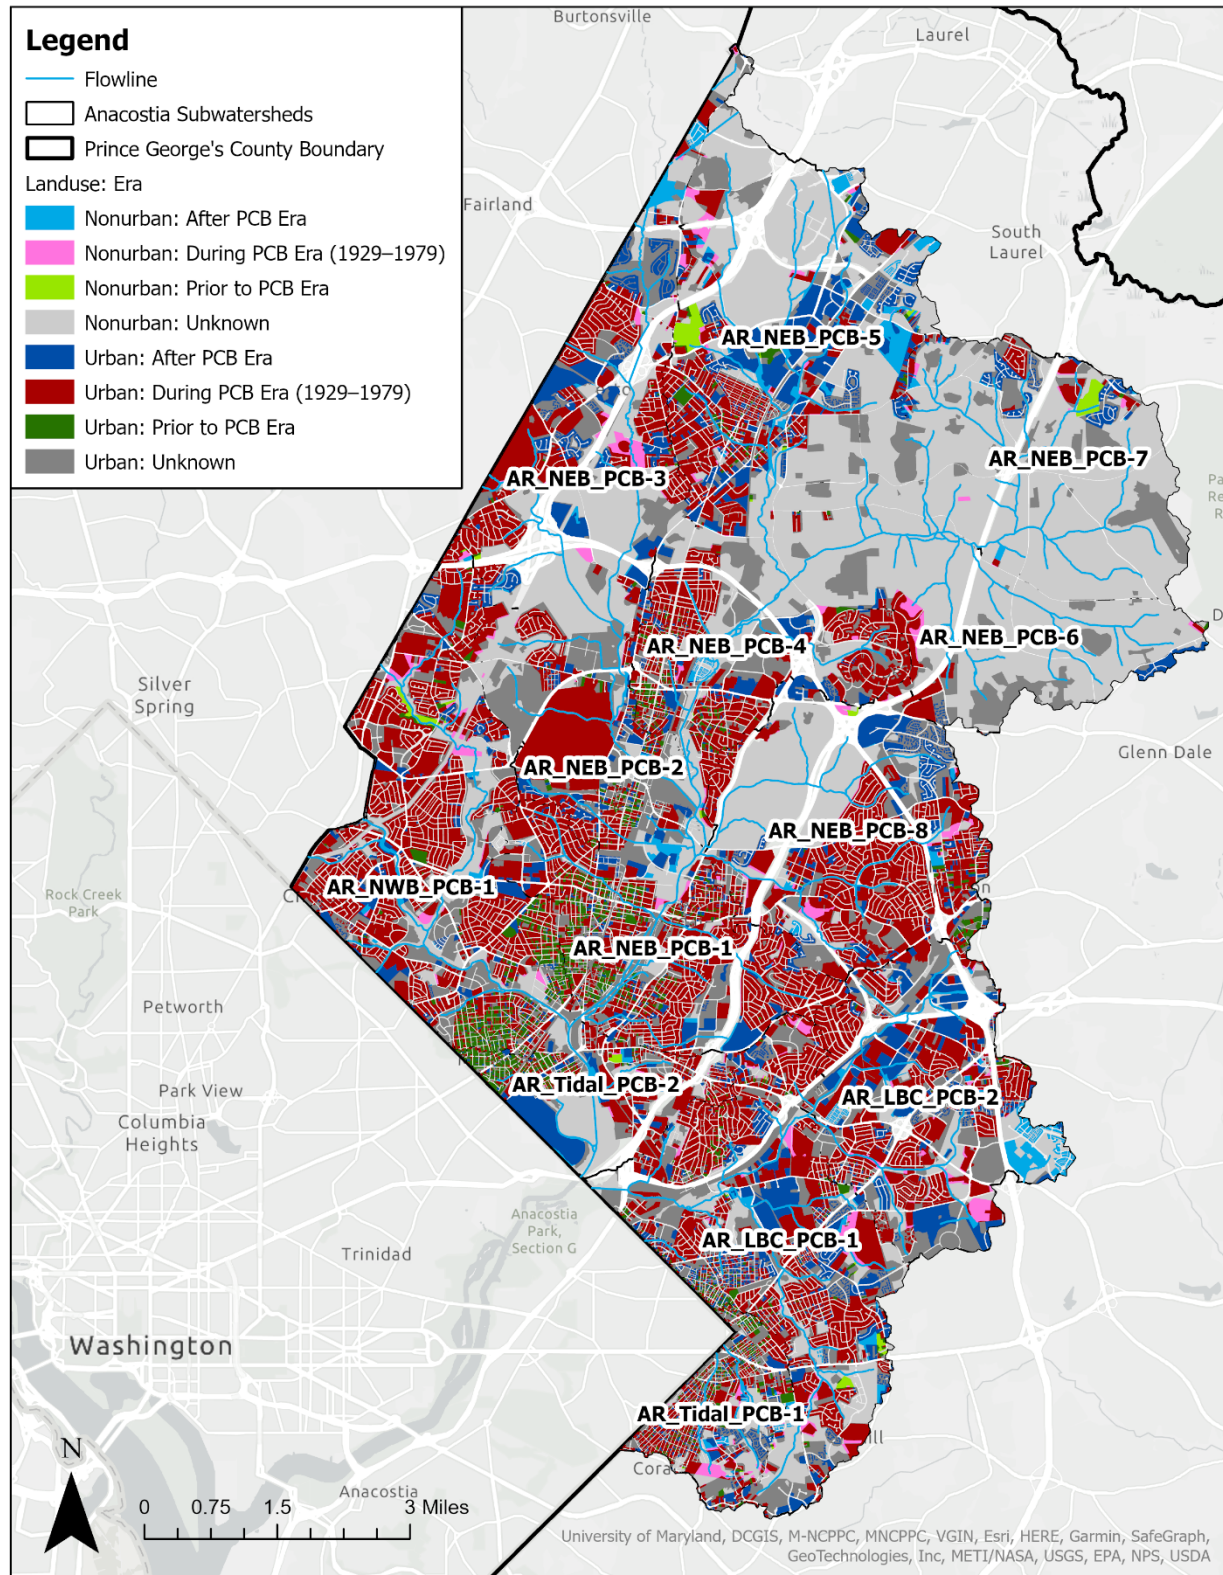 Legend
Flowline
Anacostia Subwatersheds
Prince George's County Boundary
Landuse: Era
Nonurban: After PCB Era
Nonurban: During PCB Era (1929–1979)
Nonurban: Prior to PCB Era
Nonurban: Unknown
Urban: After PCB Era
Urban: During PCB Era (1929–1979)
Urban: Prior to PCB Era
Urban: Unknown
Burtonsville
Laurel
Fairland
South
Laurel
AR_NEB_PCB-5
AR_NEB_PCB-7
AR_NEB_PCB-3
AR_NEB_PCB-6
AR_NEB_PCB-4
Silver
Spring
Glenn Dale
AR_NEB_PCB-2
AR_NEB_PCB-8
Rock Creek
Park
AR_NWB_PCB-1
AR_NEB_PCB-1
Petworth
AR_Tidal_PCB-2
Park View
AR_LBC_PCB-2
Columbia
Heights
Anacostia
Park,
Section G
Trinidad
AR_LBC_PCB-1
Washington
AR_Tidal_PCB-1
N
Anacostia
0 0.75 1.5 3 Miles
University of Maryland, DCGIS, M-NCPPC, MNCPPC, VGIN, Esri, HERE, Garmin, SafeGraph,
GeoTechnologies, Inc, METI/NASA, USGS, EPA, NPS, USDA